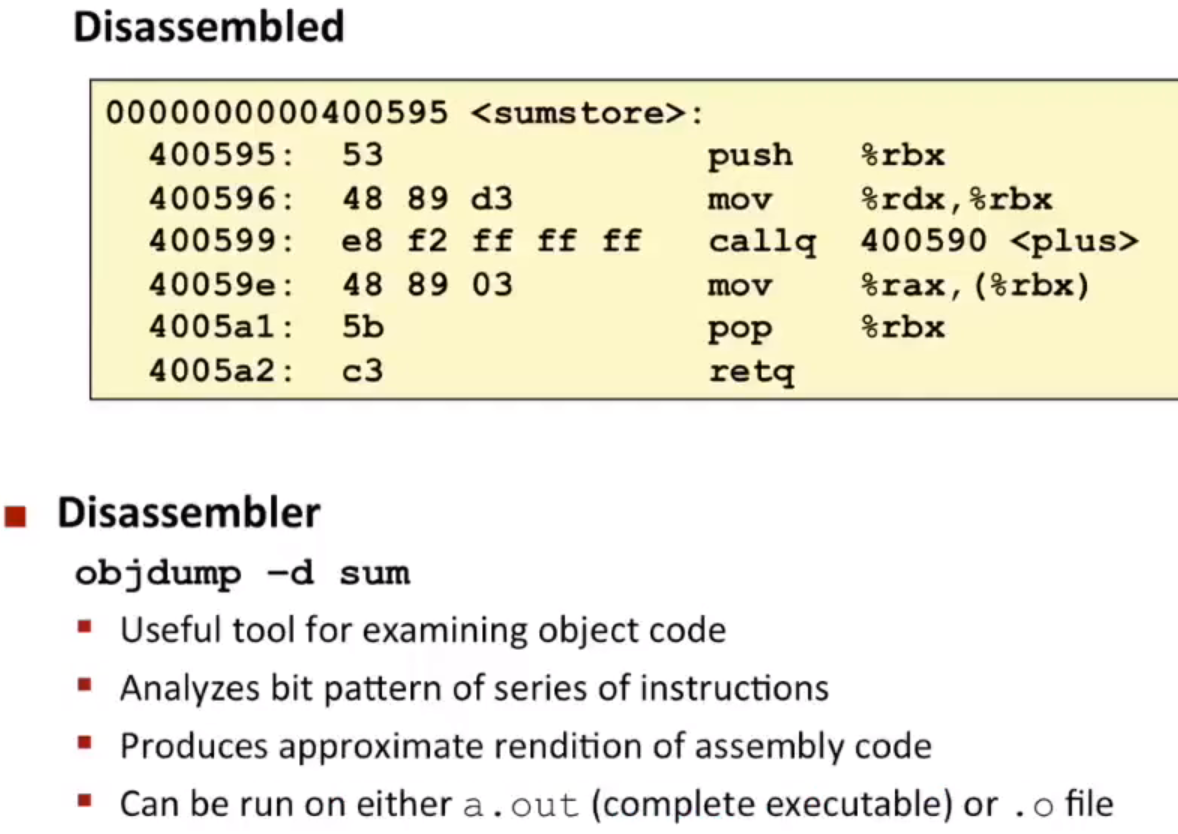 Disassembled
0000000000400595 <sumstore>:
400595: 53 push %rbx
400596: 48 89 d3 mov %rdx,%rbx
400599: e8 f2 ff ff ff callq 400590 <plus>
40059e: 48 89 03 mov %rax,(%rbx)
4005a1: 5b pop %rbx
4005a2: c3 retq
Disassembler
objdump –d sum
Useful tool for examining object code
Analyzes bit pattern of series of instructions
Produces approximate rendition of assembly code
Can be run on either a.out (complete executable) or .o file